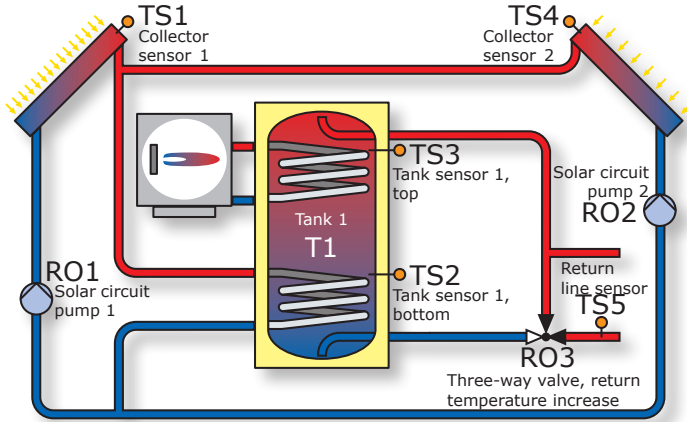 TS1
Collector
sensor 1
TS4
Collector
sensor 2
TS3
Tank sensor 1,
top
Solar circuit
pump 2
RO2
Tank 1
T1
RO1
Solar circuit
pump 1
TS2
Tank sensor 1,
bottom
Return
line sensor
TS5
RO3
Three-way valve, return
temperature increase